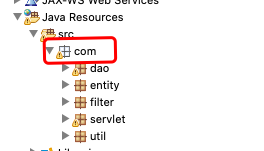 JAX-WS Web Services
Java Resources
src
com
dao
entity
filter
servlet
util